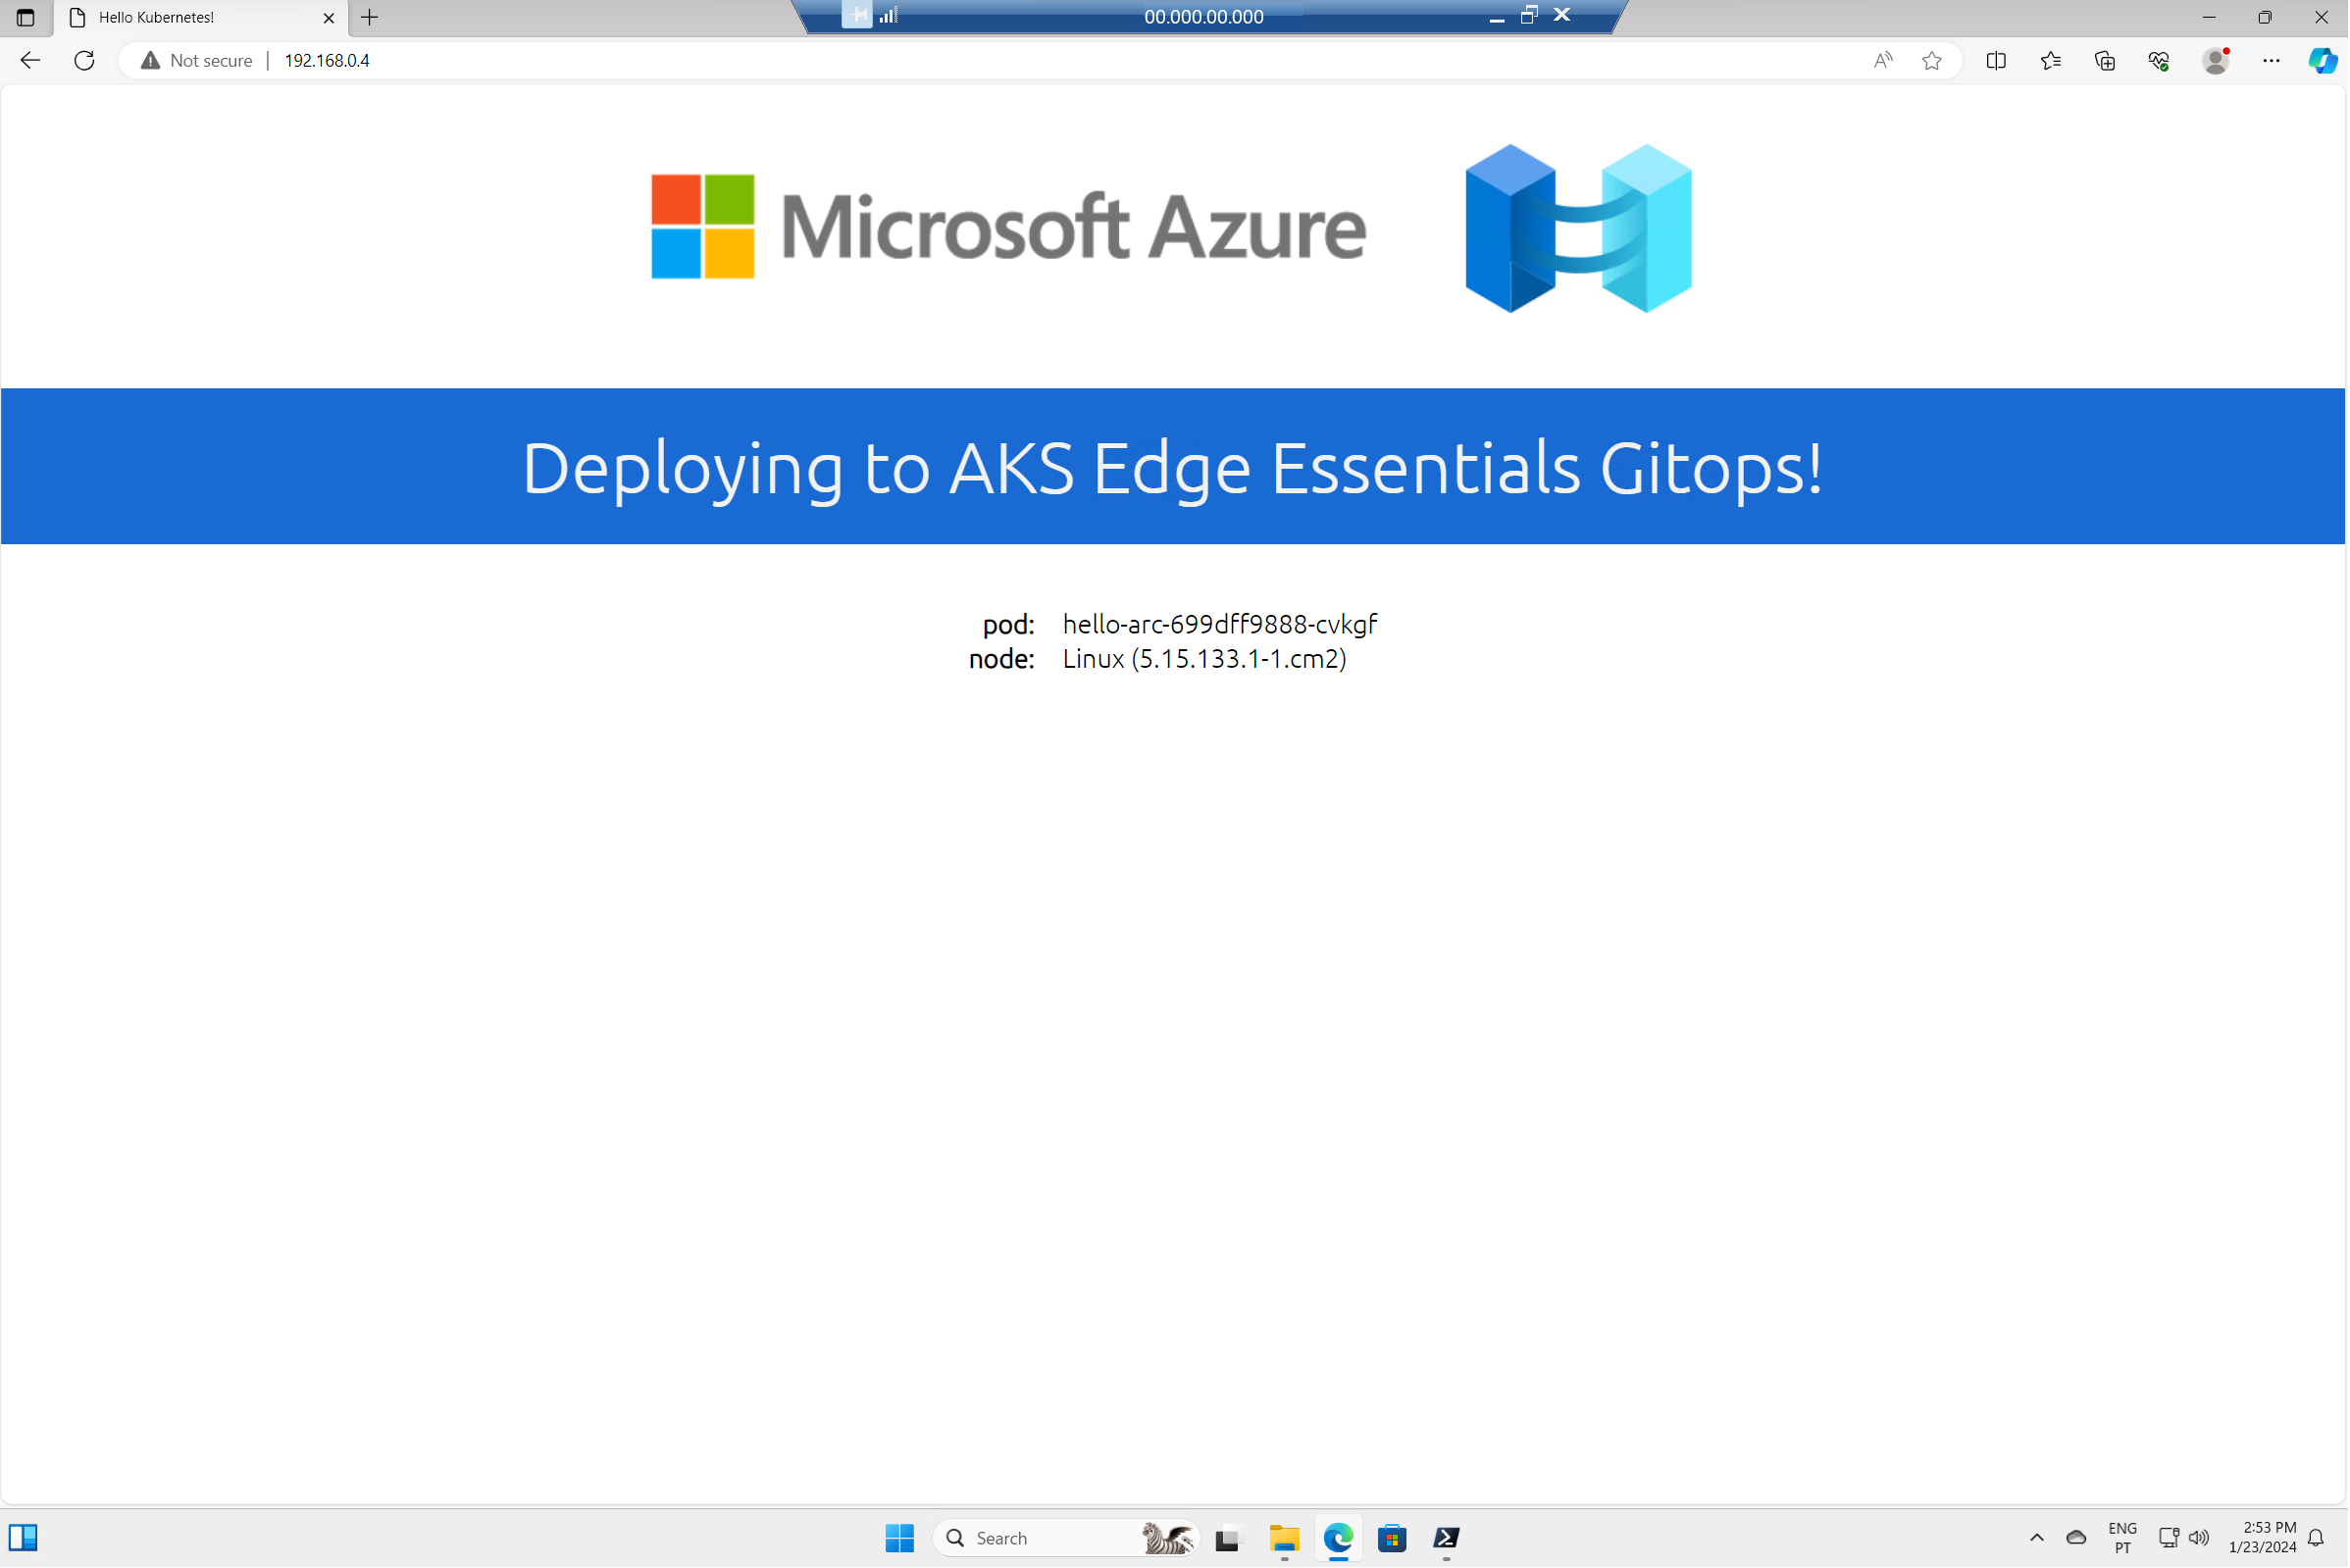 Hello Kubernetes!
00.000.00.000
Not secure
192.168.0.4
Microsoft Azure
Deploying to AKS Edge Essentials Gitops!
pod: hello-arc-699dff9888-cvkgf
node: Linux (5.15.133.1-1.cm2)
Search
ENG
PT
2:53 PM
1/23/2024